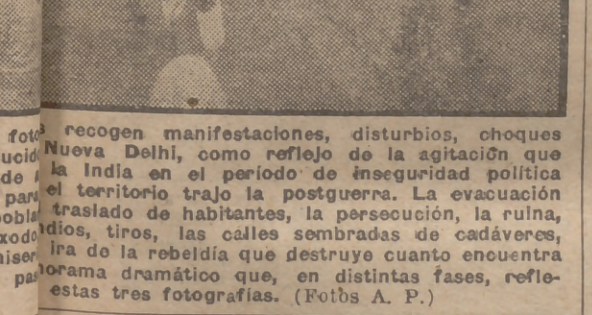 fotos recogen manifestaciones, disturbios, choques
Nueva Delhi, como reflejo de la agitación que
de la India en el período de inseguridad política
para el territorio trajo la postguerra. La evacuación
traslado de habitantes, la persecución, la ruina,
tiros, las calles sembradas de cadáveres,
ira de la rebeldía que destruye cuanto encuentra
dramático que, en distintas fases, refle-
estas tres fotografías. (Fotos A. P.)